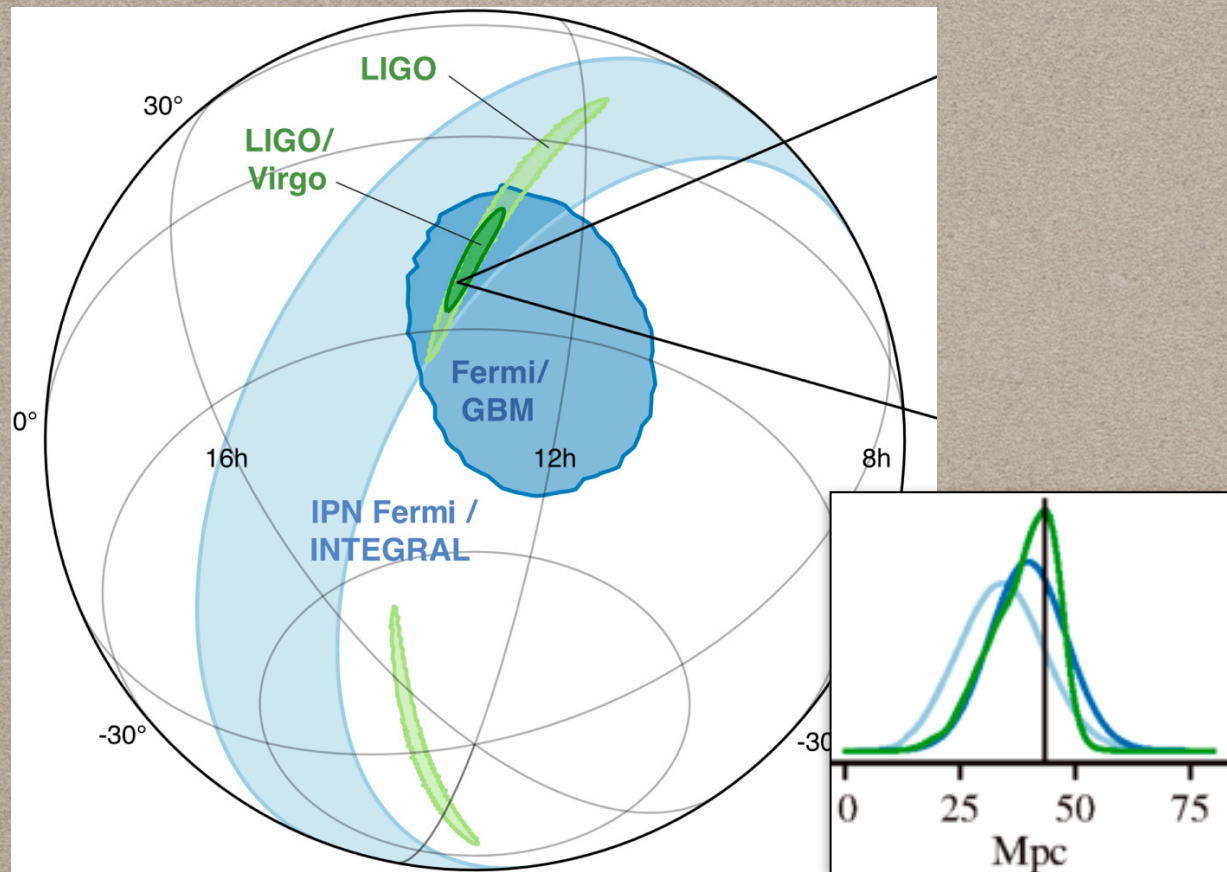 LIGO
30°
LIGO/
Virgo
Fermi/
GBM
0°
16h
12h
8h
IPN Fermi /
INTEGRAL
-30°
-30
0
25
50
75
Mpc